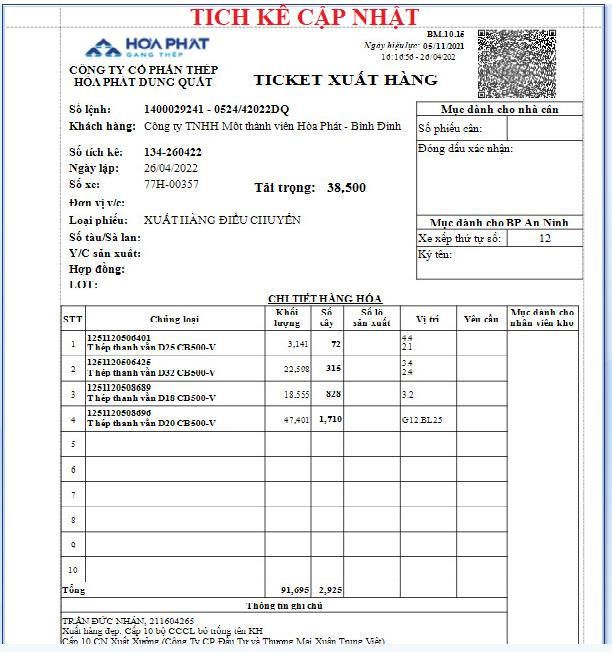 TICH KÊ CẬP NHẬT
BM.10.15
Ngày hiệu lực: 05/11/2021
16:16:56 - 26/04/202
HÒA PHÁT
GANG THÉP
CÔNG TY CỔ PHẦN THÉP
HÒA PHÁT DUNG QUẤT
TICKET XUẤT HÀNG
Số lệnh: 1400029241 - 0524/42022DQ
Khách hàng: Công ty TNHH Một thành viên Hòa Phát - Bình Định
Số tích kê: 134-260422
Ngày lập: 26/04/2022
Số xe: 77H-00357 Tải trọng: 38,500
Đơn vị v/c:
Loại phiếu: XUẤT HÀNG ĐIỀU CHUYỂN
Số tàu/Sà lan:
Y/C sản xuất:
Hợp đồng:
LOT:
Mục dành cho nhà cân
Số phiếu cân:
Đóng dấu xác nhận:
Mục dành cho BP An Ninh
Xe xếp thứ tự số: 12
Ký tên:
CHI TIẾT HÀNG HÓA
STT Chủng loại Khối lượng Số cây Số lô sản xuất Vị trí Yêu cầu Mục dành cho nhân viên kho
1 1251120506401 Thép thanh vằn D25 CB500-V 3,141 72 4.4 2.1
2 1251120506425 Thép thanh vằn D32 CB500-V 22,598 315 3.4 2.4
3 1251120508689 Thép thanh vằn D18 CB500-V 18,555 828 3.2
4 1251120508696 Thép thanh vằn D20 CB500-V 47,401 1,710 G12.BL25
5
6
7
8
9
10
Tổng 91,695 2,925
Thông tin ghi chú
TRẦN ĐỨC NHÂN, 211604265
Xuất hàng đẹp. Cấp 10 bộ CCCL bỏ trống tên KH
Cấp 10 CN Xuất Xưởng (Công Ty CP Đầu Tư và Thương Mại Xuân Trung Việt)